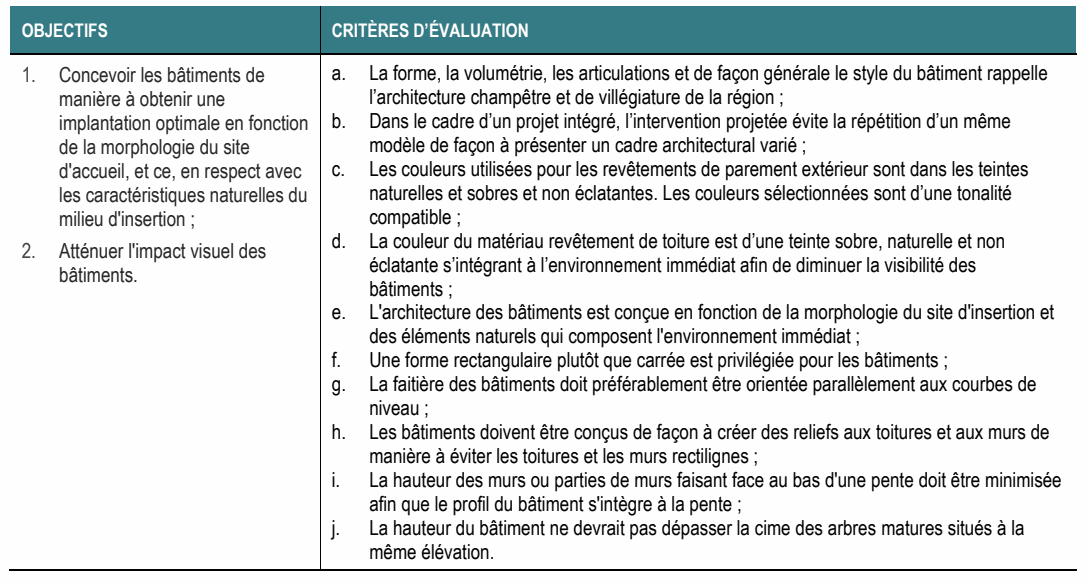 OBJECTIFS
CRITÈRES D'ÉVALUATION
1. Concevoir les bâtiments de
manière à obtenir une
implantation optimale en fonction
de la morphologie du site
d'accueil, et ce, en respect avec
les caractéristiques naturelles du
milieu d'insertion ;
2. Atténuer l'impact visuel des
bâtiments.
a. La forme, la volumétrie, les articulations et de façon générale le style du bâtiment rappelle
l'architecture champêtre et de villégiature de la région ;
b. Dans le cadre d'un projet intégré, l'intervention projetée évite la répétition d'un même
modèle de façon à présenter un cadre architectural varié ;
c. Les couleurs utilisées pour les revêtements de parement extérieur sont dans les teintes
naturelles et sobres et non éclatantes. Les couleurs sélectionnées sont d'une tonalité
compatible ;
d. La couleur du matériau revêtement de toiture est d'une teinte sobre, naturelle et non
éclatante s'intégrant à l'environnement immédiat afin de diminuer la visibilité des
bâtiments ;
e. L'architecture des bâtiments est conçue en fonction de la morphologie du site d'insertion et
des éléments naturels qui composent l'environnement immédiat ;
f. Une forme rectangulaire plutôt que carrée est privilégiée pour les bâtiments ;
g. La faitière des bâtiments doit préférablement être orientée parallèlement aux courbes de
niveau ;
h. Les bâtiments doivent être conçus de façon à créer des reliefs aux toitures et aux murs de
manière à éviter les toitures et les murs rectilignes ;
i. La hauteur des murs ou parties de murs faisant face au bas d'une pente doit être minimisée
afin que le profil du bâtiment s'intègre à la pente ;
j. La hauteur du bâtiment ne devrait pas dépasser la cime des arbres matures situés à la
même élévation.